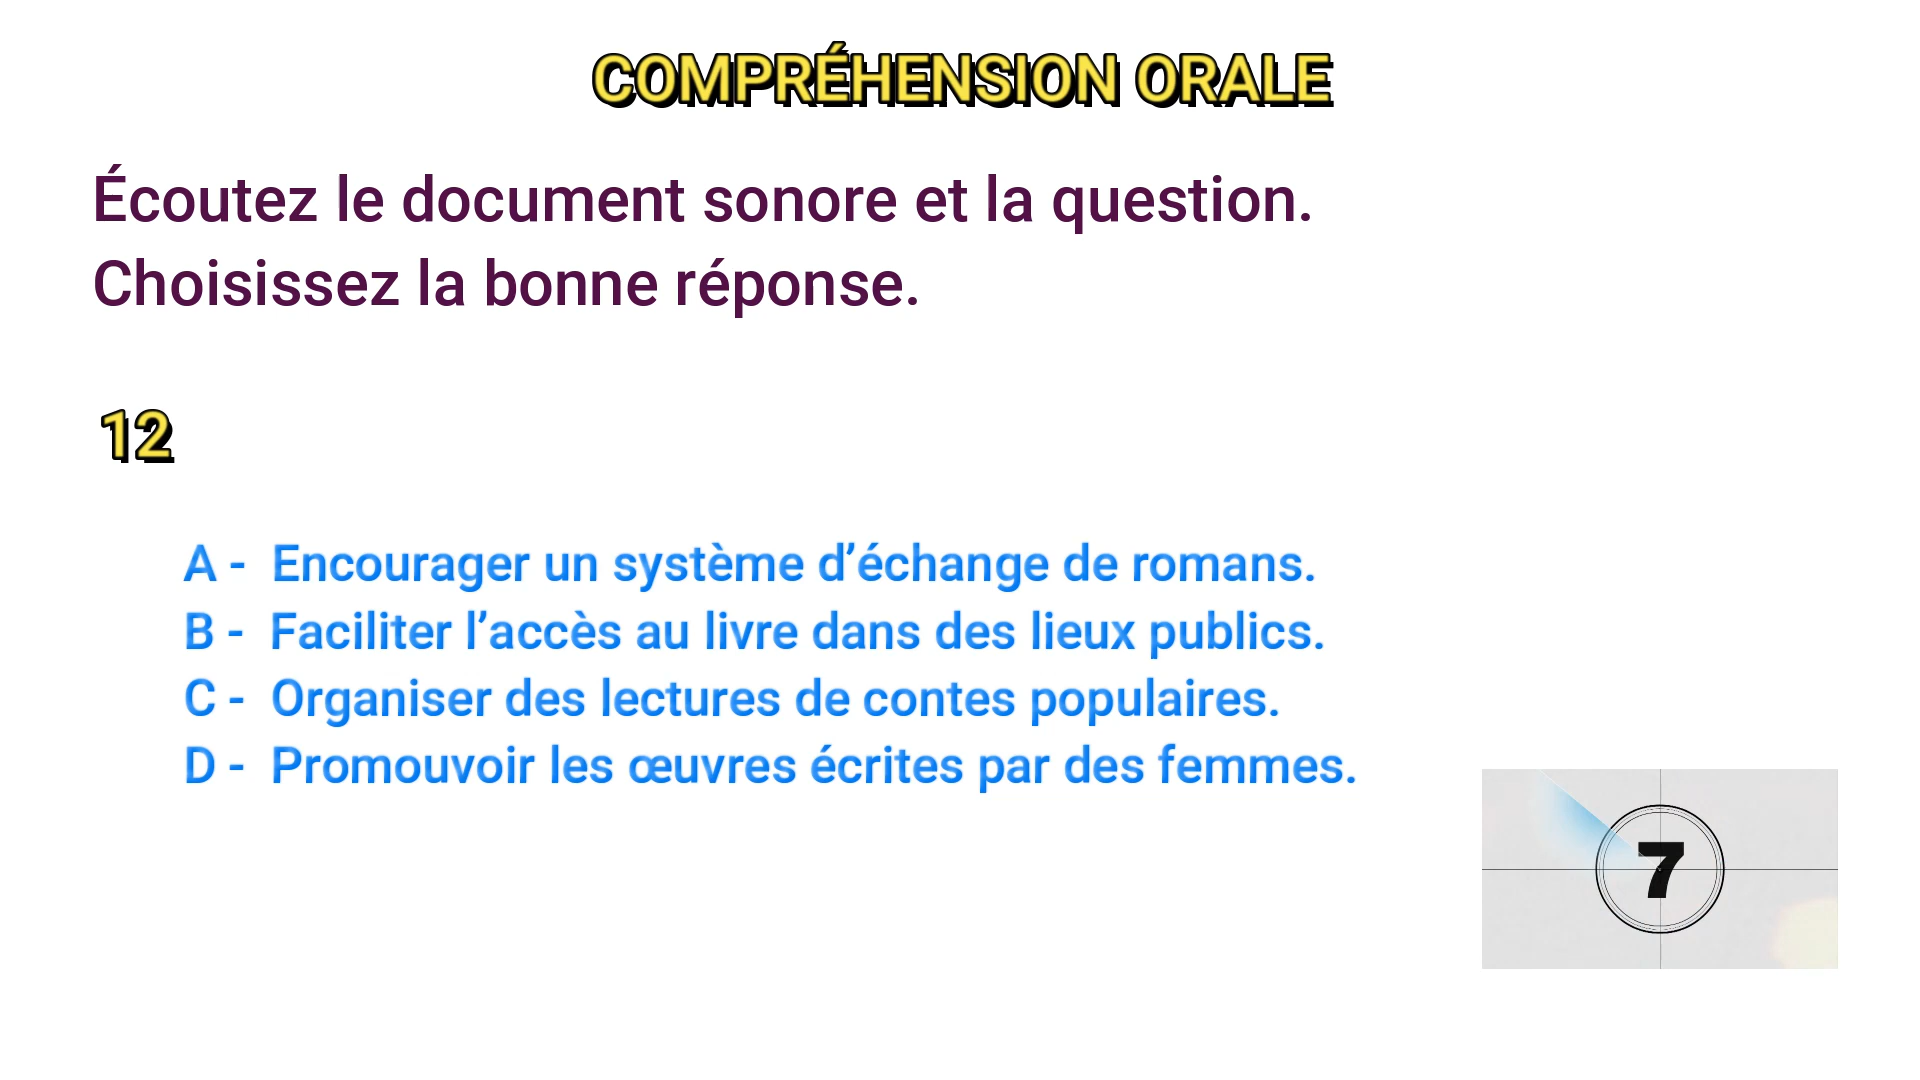 COMPRÉHENSION ORALE
Écoutez le document sonore et la question.
Choisissez la bonne réponse.
12
A - Encourager un système d’échange de romans.
B - Faciliter l’accès au livre dans des lieux publics.
C - Organiser des lectures de contes populaires.
D - Promouvoir les œuvres écrites par des femmes.
7